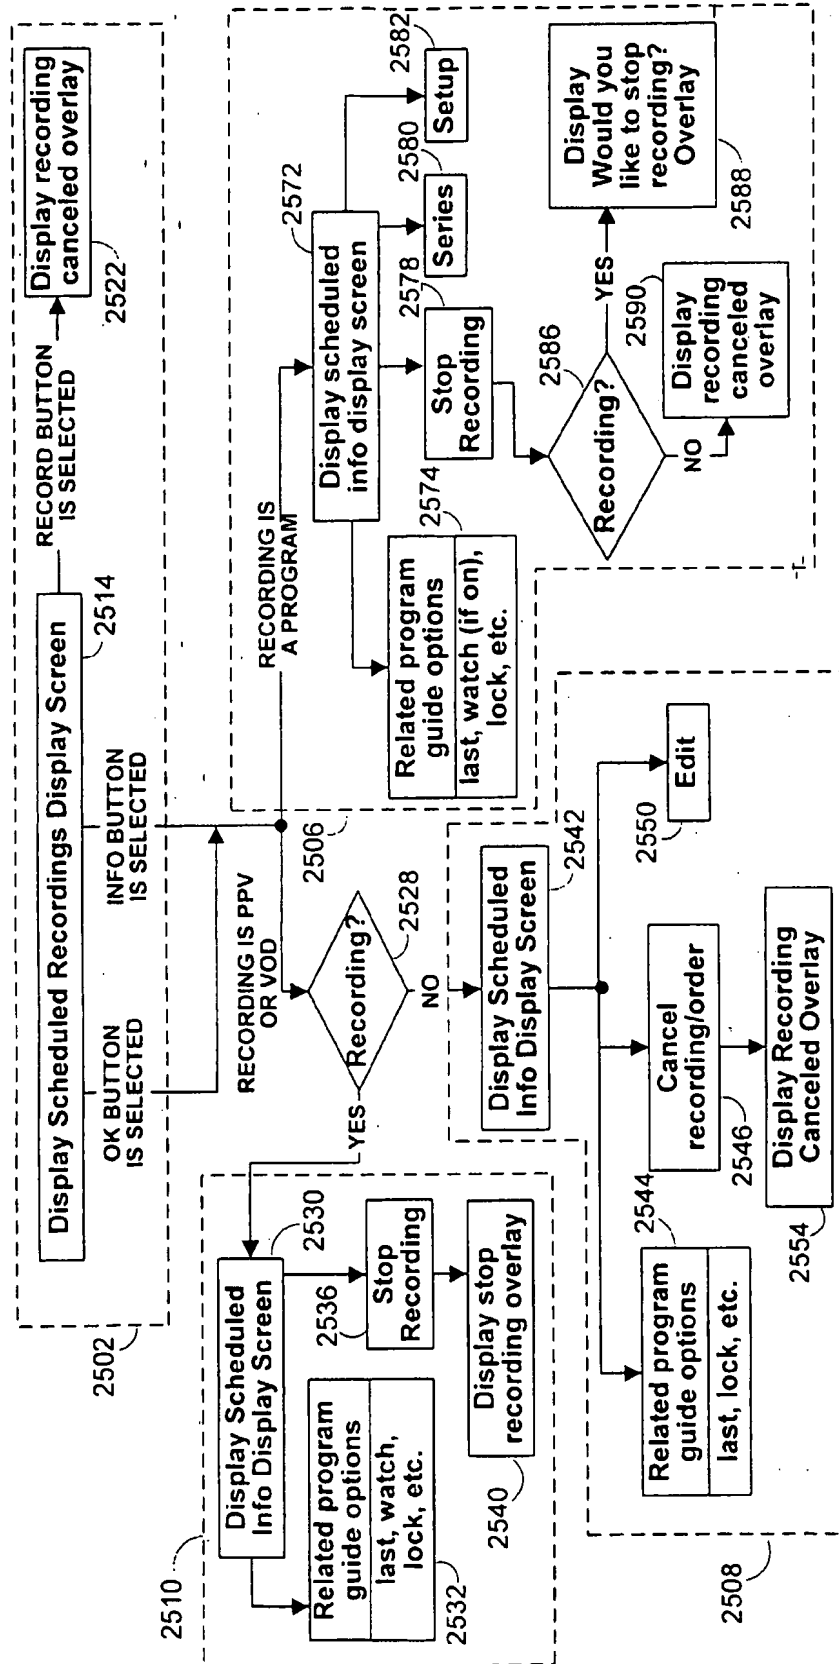 2502
Display Scheduled Recordings Display Screen
2514
RECORD BUTTON
IS SELECTED
Display recording
canceled overlay
2522
OK BUTTON
IS SELECTED
INFO BUTTON
IS SELECTED
RECORDING IS PPV
OR VOD
RECORDING IS
A PROGRAM
2510
Display Scheduled
Info Display Screen
2530
Related program
guide options
last, watch,
lock, etc.
2532
2536
Stop
Recording
Display stop
recording overlay
2540
YES
Recording?
2528
NO
2506
Display scheduled
info display screen
2572
Related program
guide options
last, watch (if on),
lock, etc.
2574
Stop
Recording
2578
Series
2580
Setup
2582
Recording?
2586
YES
NO
Display
Would you
like to stop
recording?
Overlay
2588
2590
Display
recording
canceled
overlay
Display Scheduled
Info Display Screen
2542
2544
Related program
guide options
last, lock, etc.
Cancel
recording/order
2546
2550
Edit
Display Recording
Canceled Overlay
2554
2508